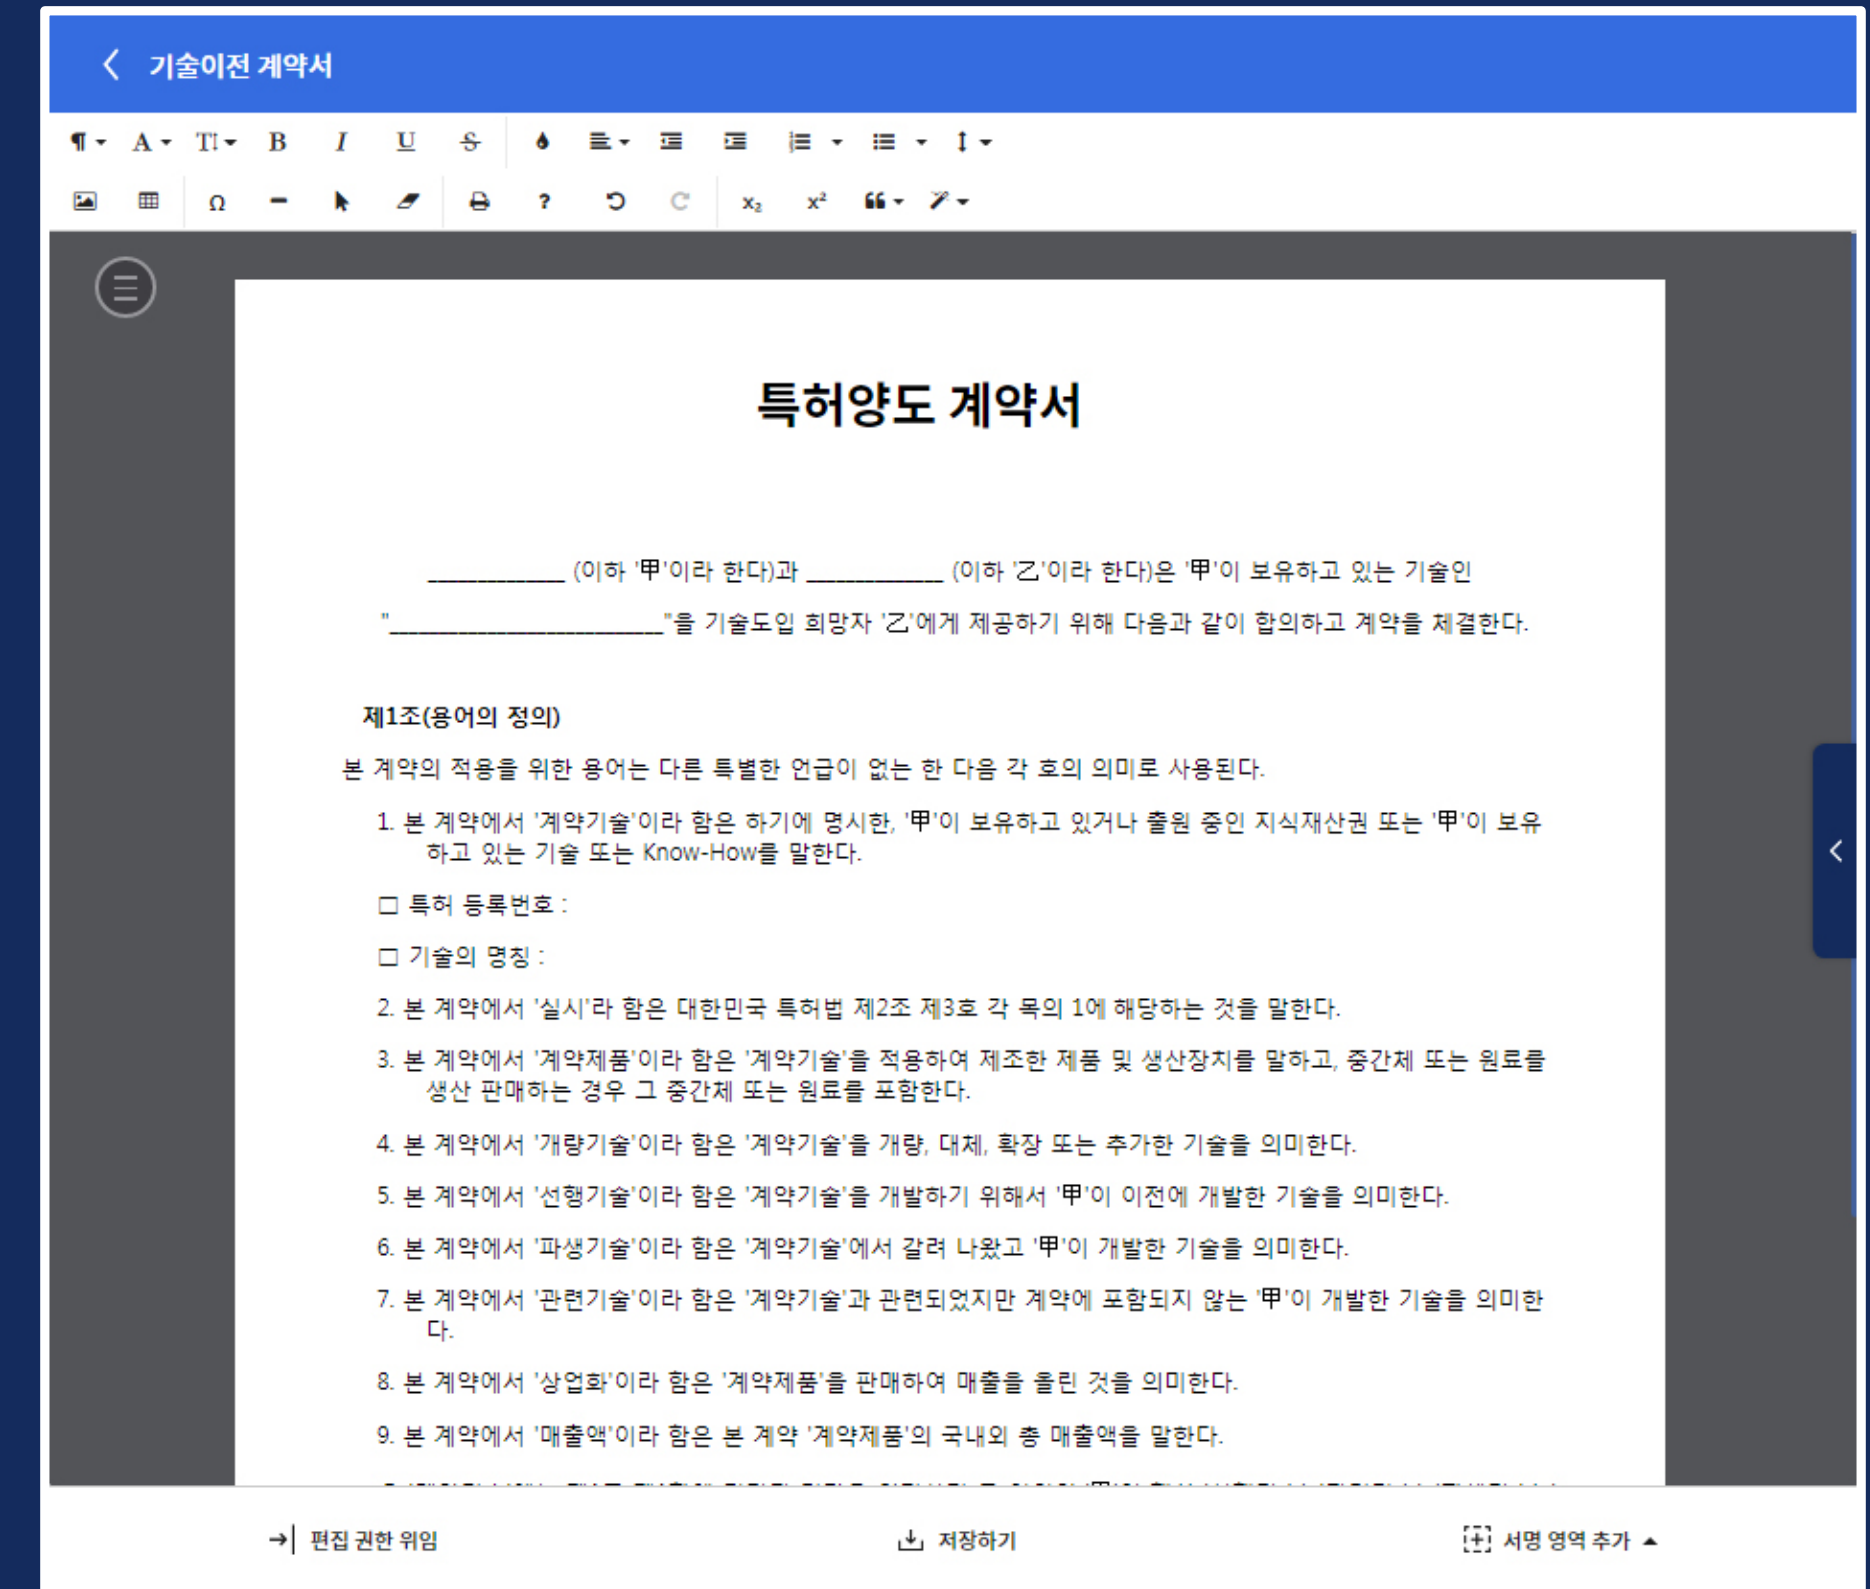 기술이전 계약서
특허양도 계약서
______________ (이하 '甲'이라 한다)과 ______________ (이하 '乙'이라 한다)은 '甲'이 보유하고 있는 기술인
"____________________________"을 기술도입 희망자 '乙'에게 제공하기 위해 다음과 같이 합의하고 계약을 체결한다.
제1조(용어의 정의)
본 계약의 적용을 위한 용어는 다른 특별한 언급이 없는 한 다음 각 호의 의미로 사용된다.
1. 본 계약에서 '계약기술'이라 함은 하기에 명시한, '甲'이 보유하고 있거나 출원 중인 지식재산권 또는 '甲'이 보유
하고 있는 기술 또는 Know-How를 말한다.
□ 특허 등록번호 :
□ 기술의 명칭 :
2. 본 계약에서 '실시'라 함은 대한민국 특허법 제2조 제3호 각 목의 1에 해당하는 것을 말한다.
3. 본 계약에서 '계약제품'이라 함은 '계약기술'을 적용하여 제조한 제품 및 생산장치를 말하고, 중간체 또는 원료를
생산 판매하는 경우 그 중간체 또는 원료를 포함한다.
4. 본 계약에서 '개량기술'이라 함은 '계약기술'을 개량, 대체, 확장 또는 추가한 기술을 의미한다.
5. 본 계약에서 '선행기술'이라 함은 '계약기술'을 개발하기 위해서 '甲'이 이전에 개발한 기술을 의미한다.
6. 본 계약에서 '파생기술'이라 함은 '계약기술'에서 갈려 나왔고 '甲'이 개발한 기술을 의미한다.
7. 본 계약에서 '관련기술'이라 함은 '계약기술'과 관련되었지만 계약에 포함되지 않는 '甲'이 개발한 기술을 의미한
다.
8. 본 계약에서 '상업화'이라 함은 '계약제품'을 판매하여 매출을 올린 것을 의미한다.
9. 본 계약에서 '매출액'이라 함은 본 계약 '계약제품'의 국내외 총 매출액을 말한다.
편집 권한 위임
저장하기
서명 영역 추가